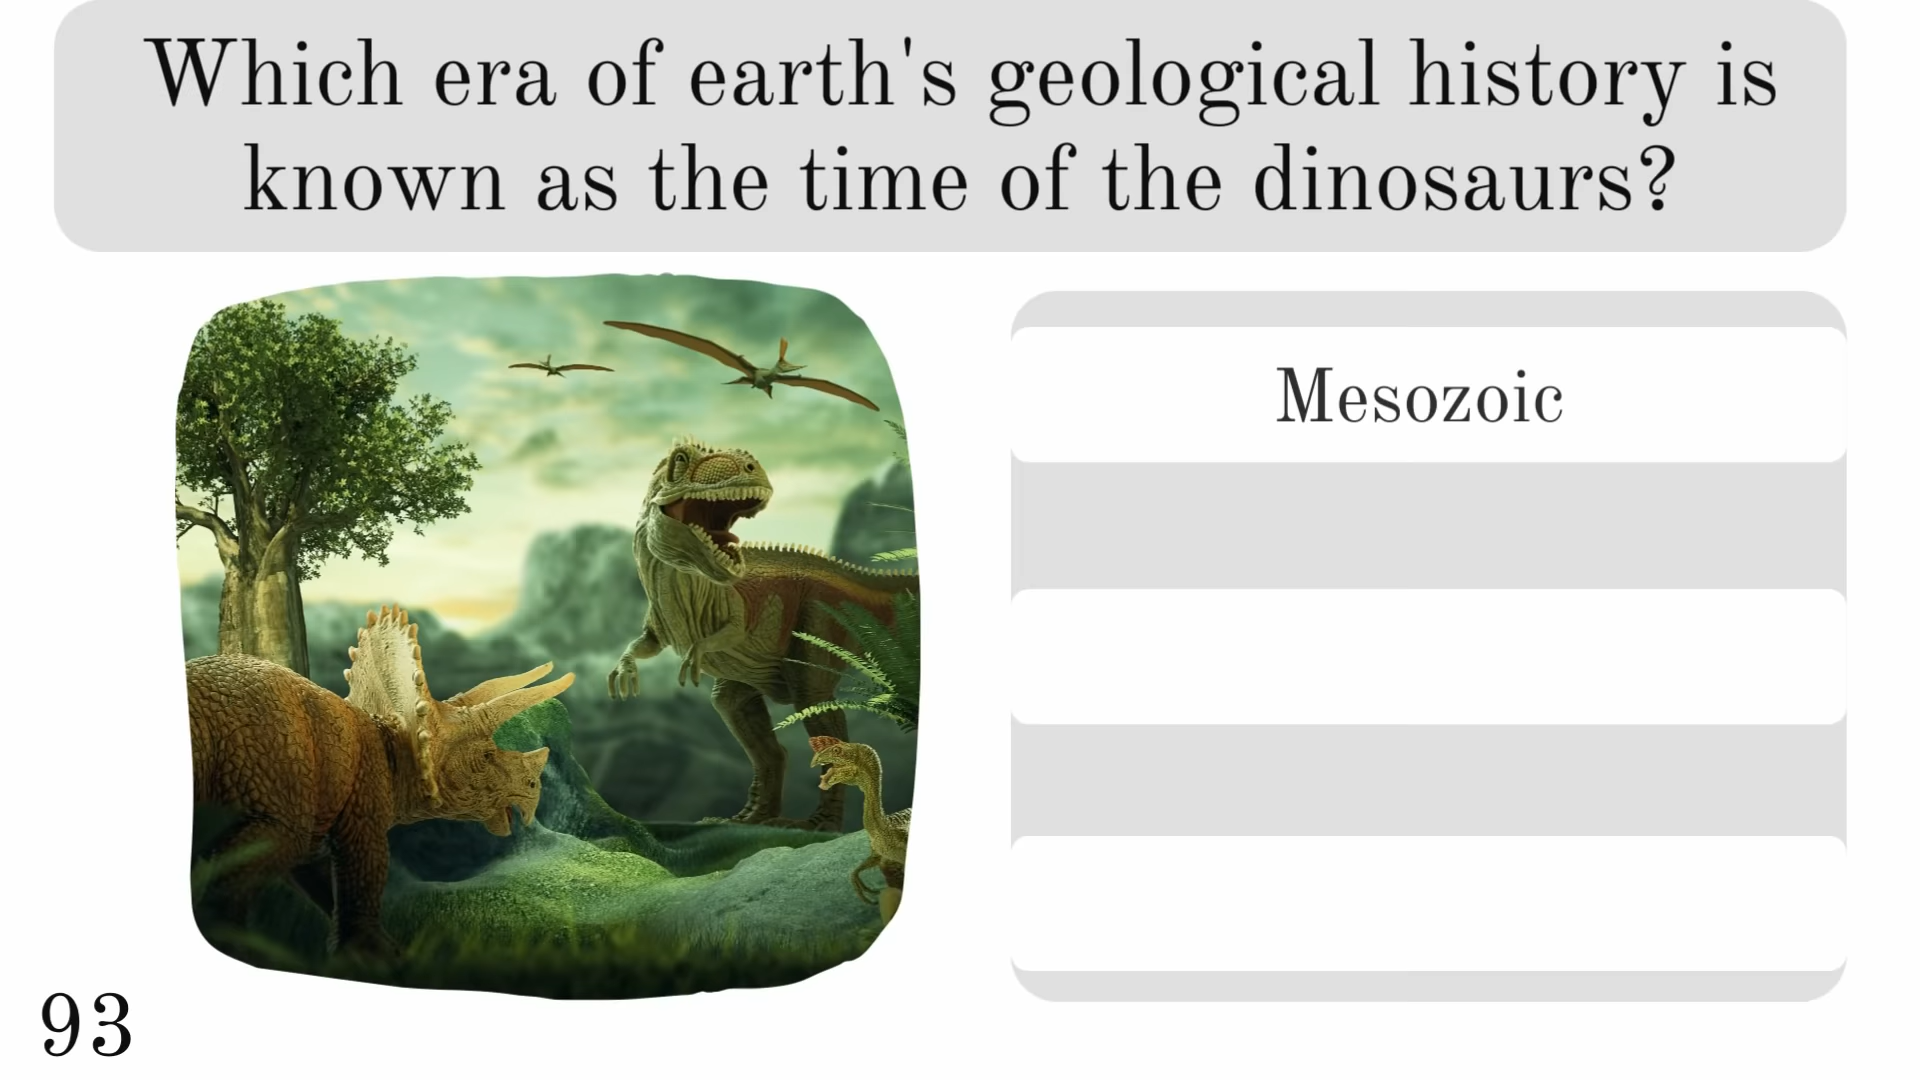 Which era of earth's geological history is
known as the time of the dinosaurs?
Mesozoic
93